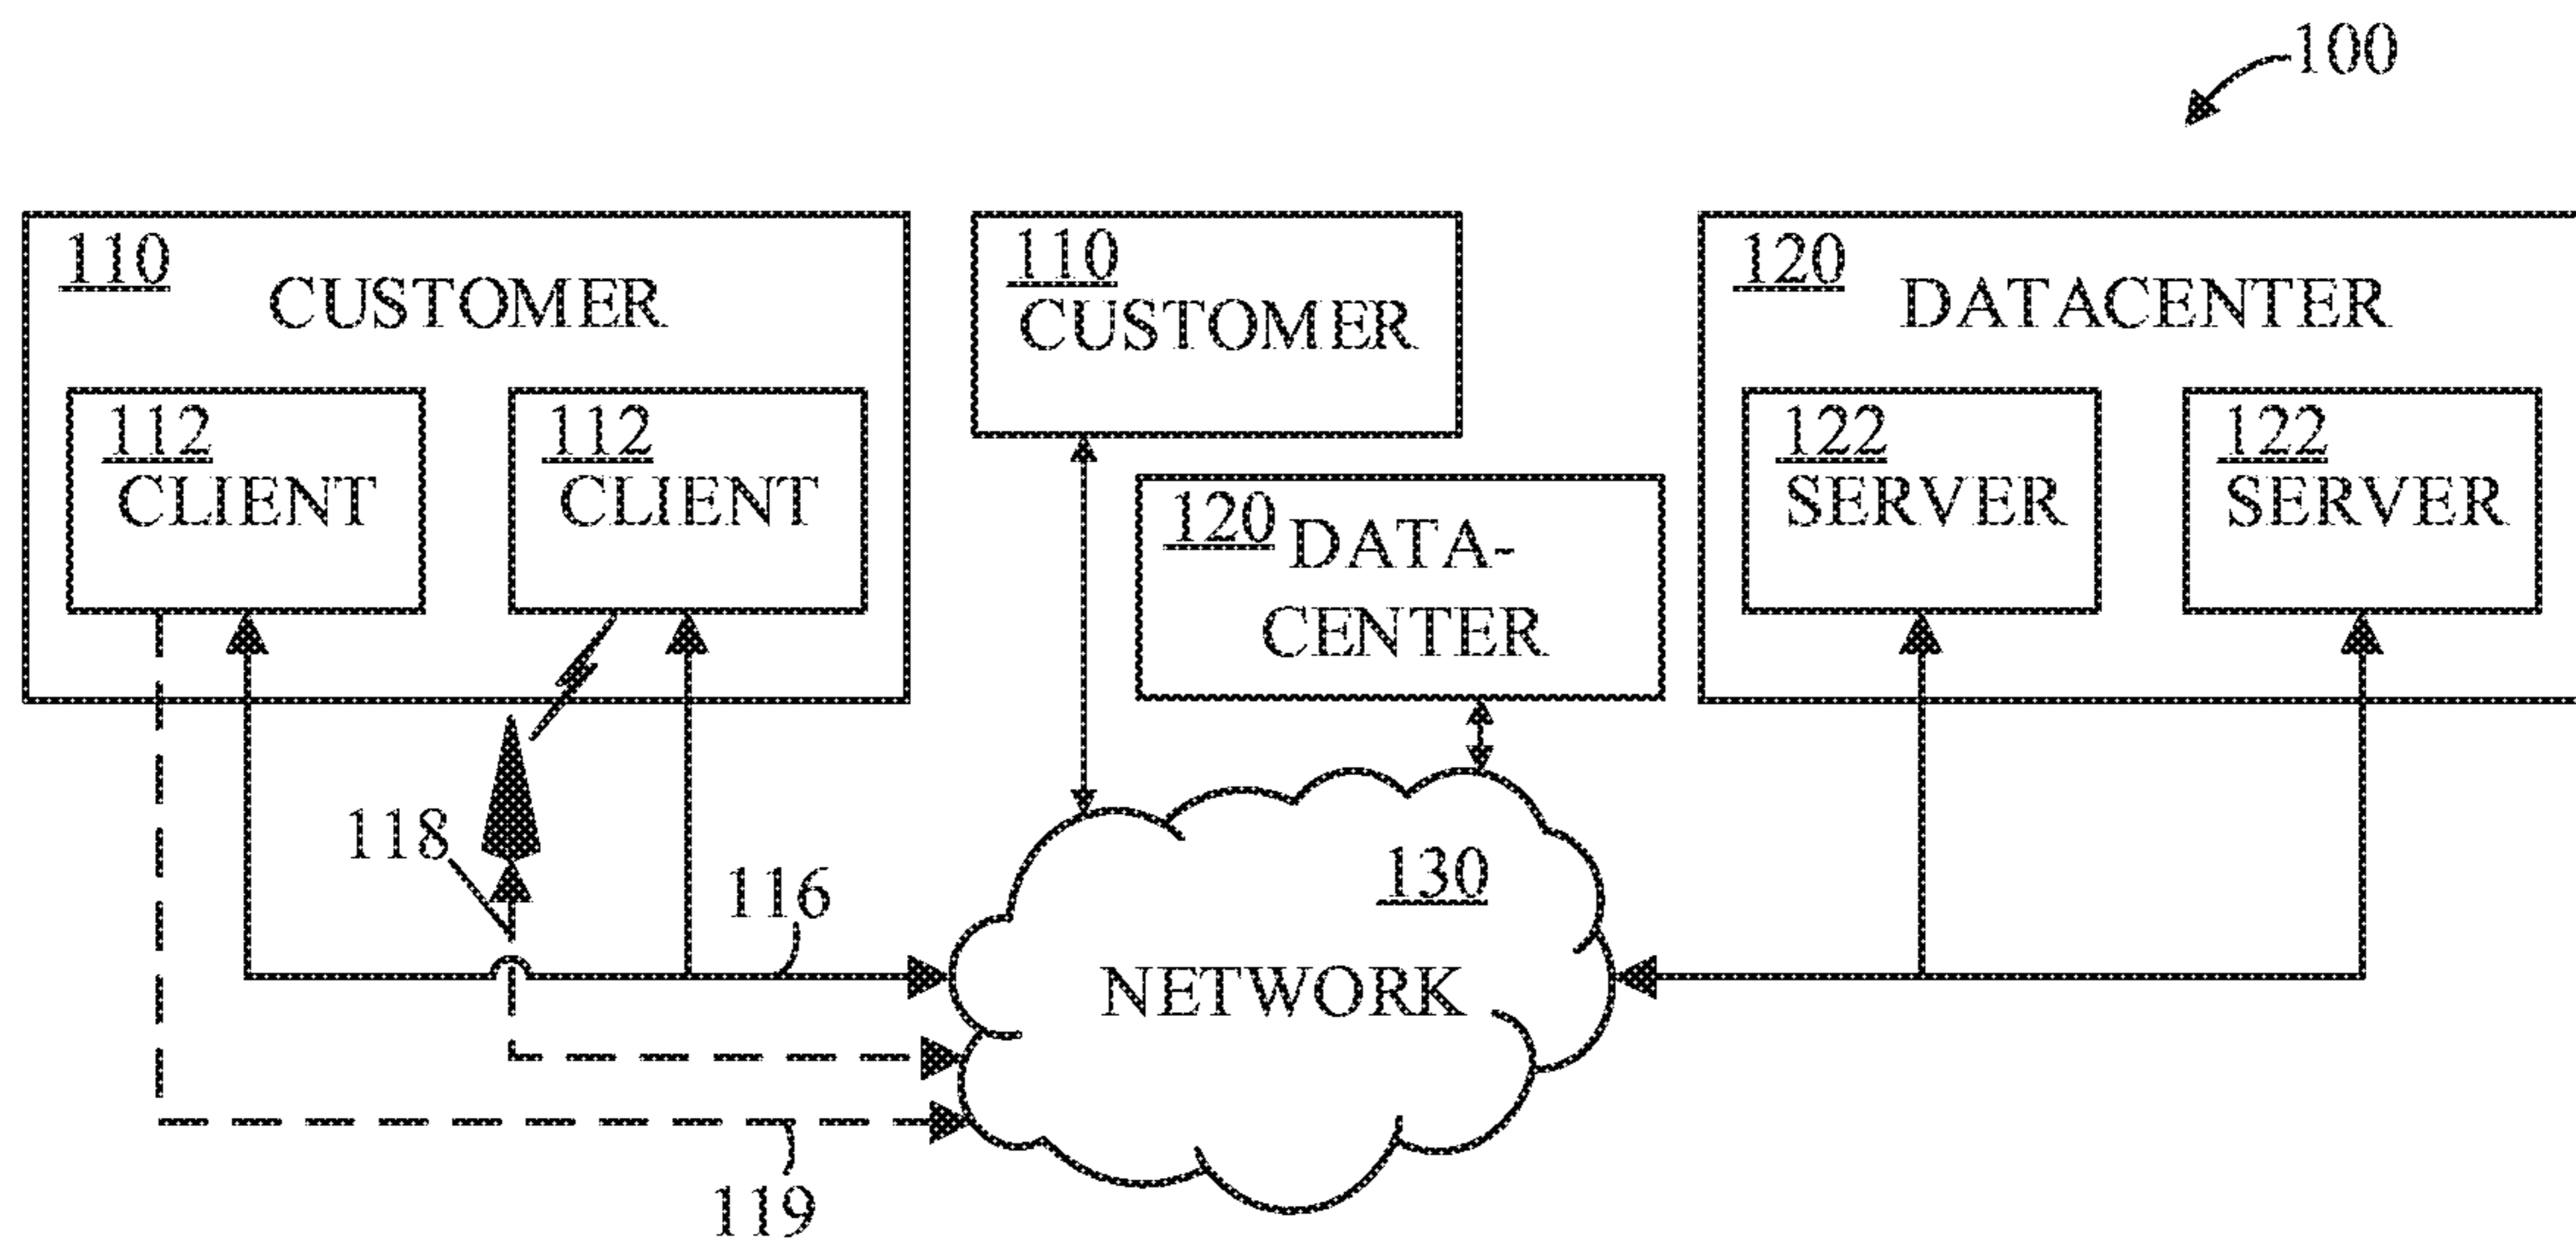 100
110
CUSTOMER
112
CLIENT
112
CLIENT
110
CUSTOMER
120
DATA-
CENTER
120
DATACENTER
122
SERVER
122
SERVER
118
116
130
NETWORK
119